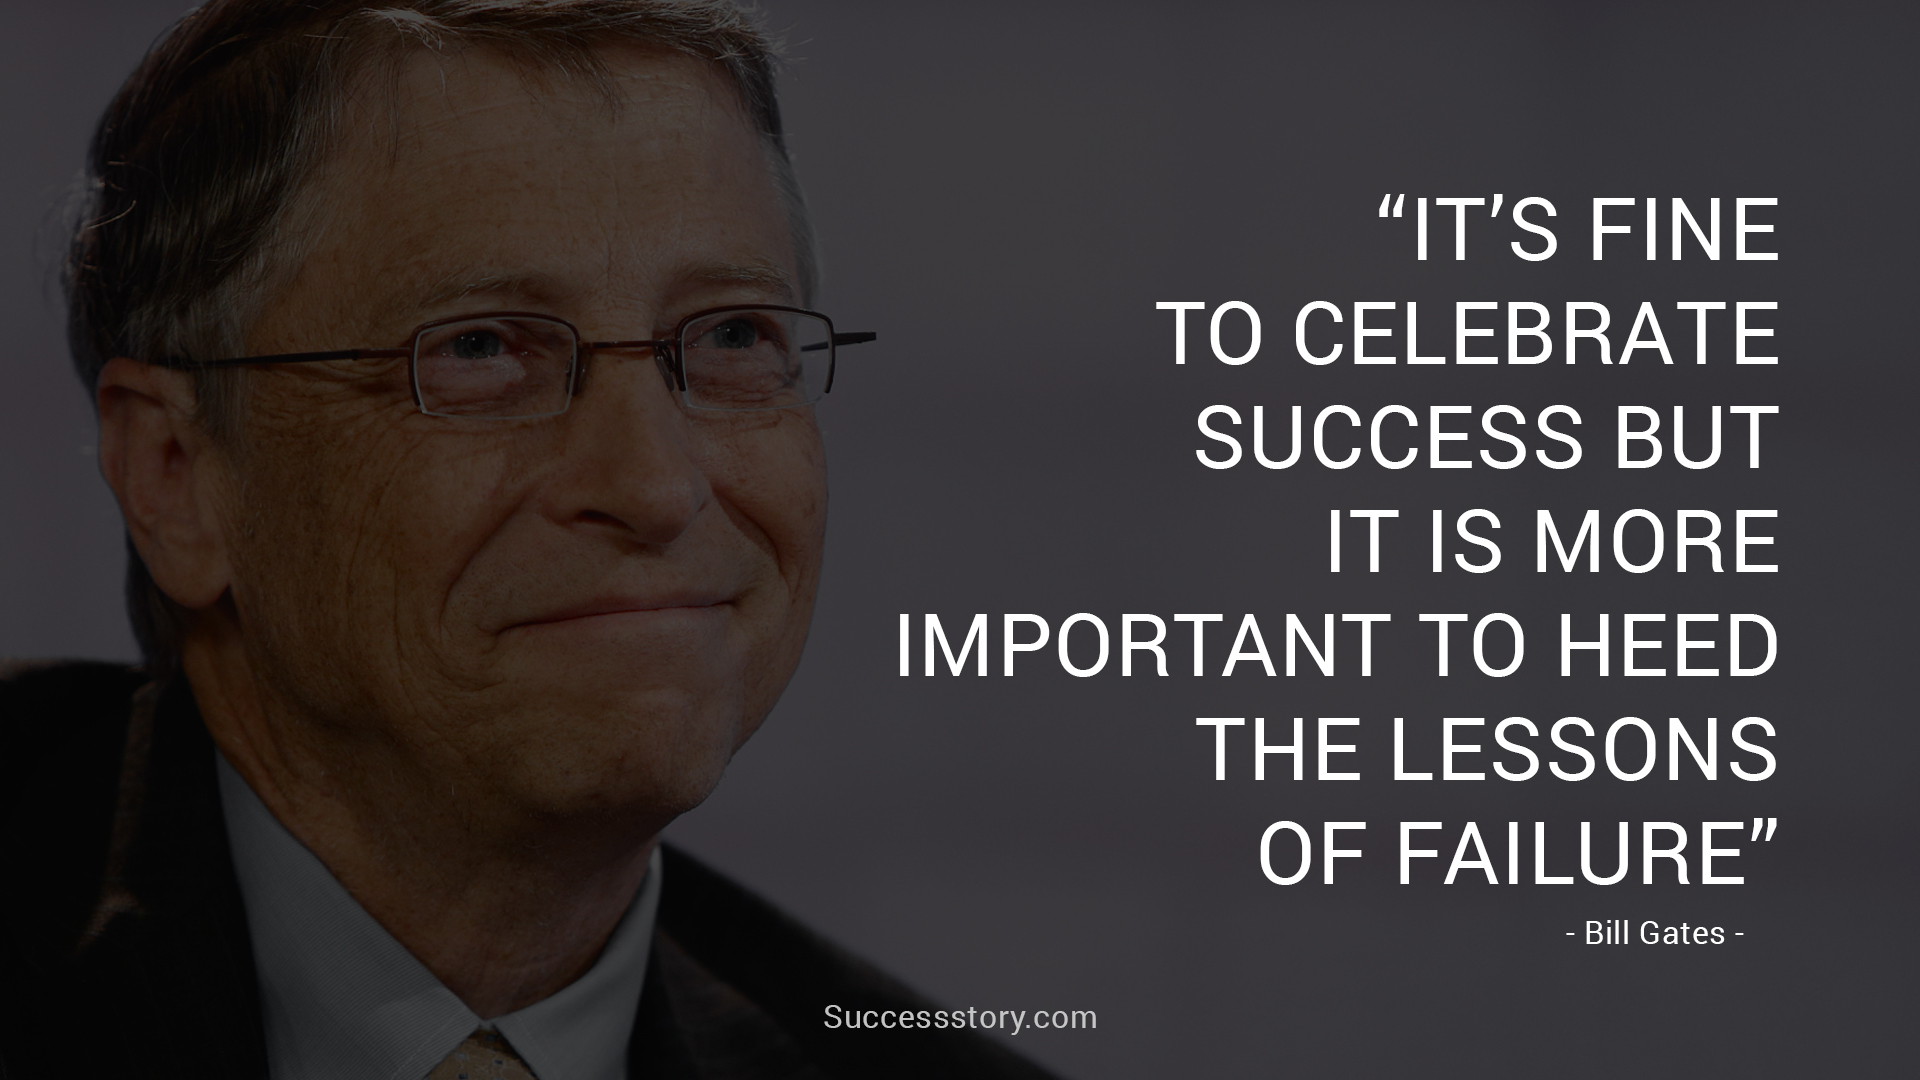 “IT’S FINE
TO CELEBRATE
SUCCESS BUT
IT IS MORE
IMPORTANT TO HEED
THE LESSONS
OF FAILURE”
- Bill Gates -
Successstory.com